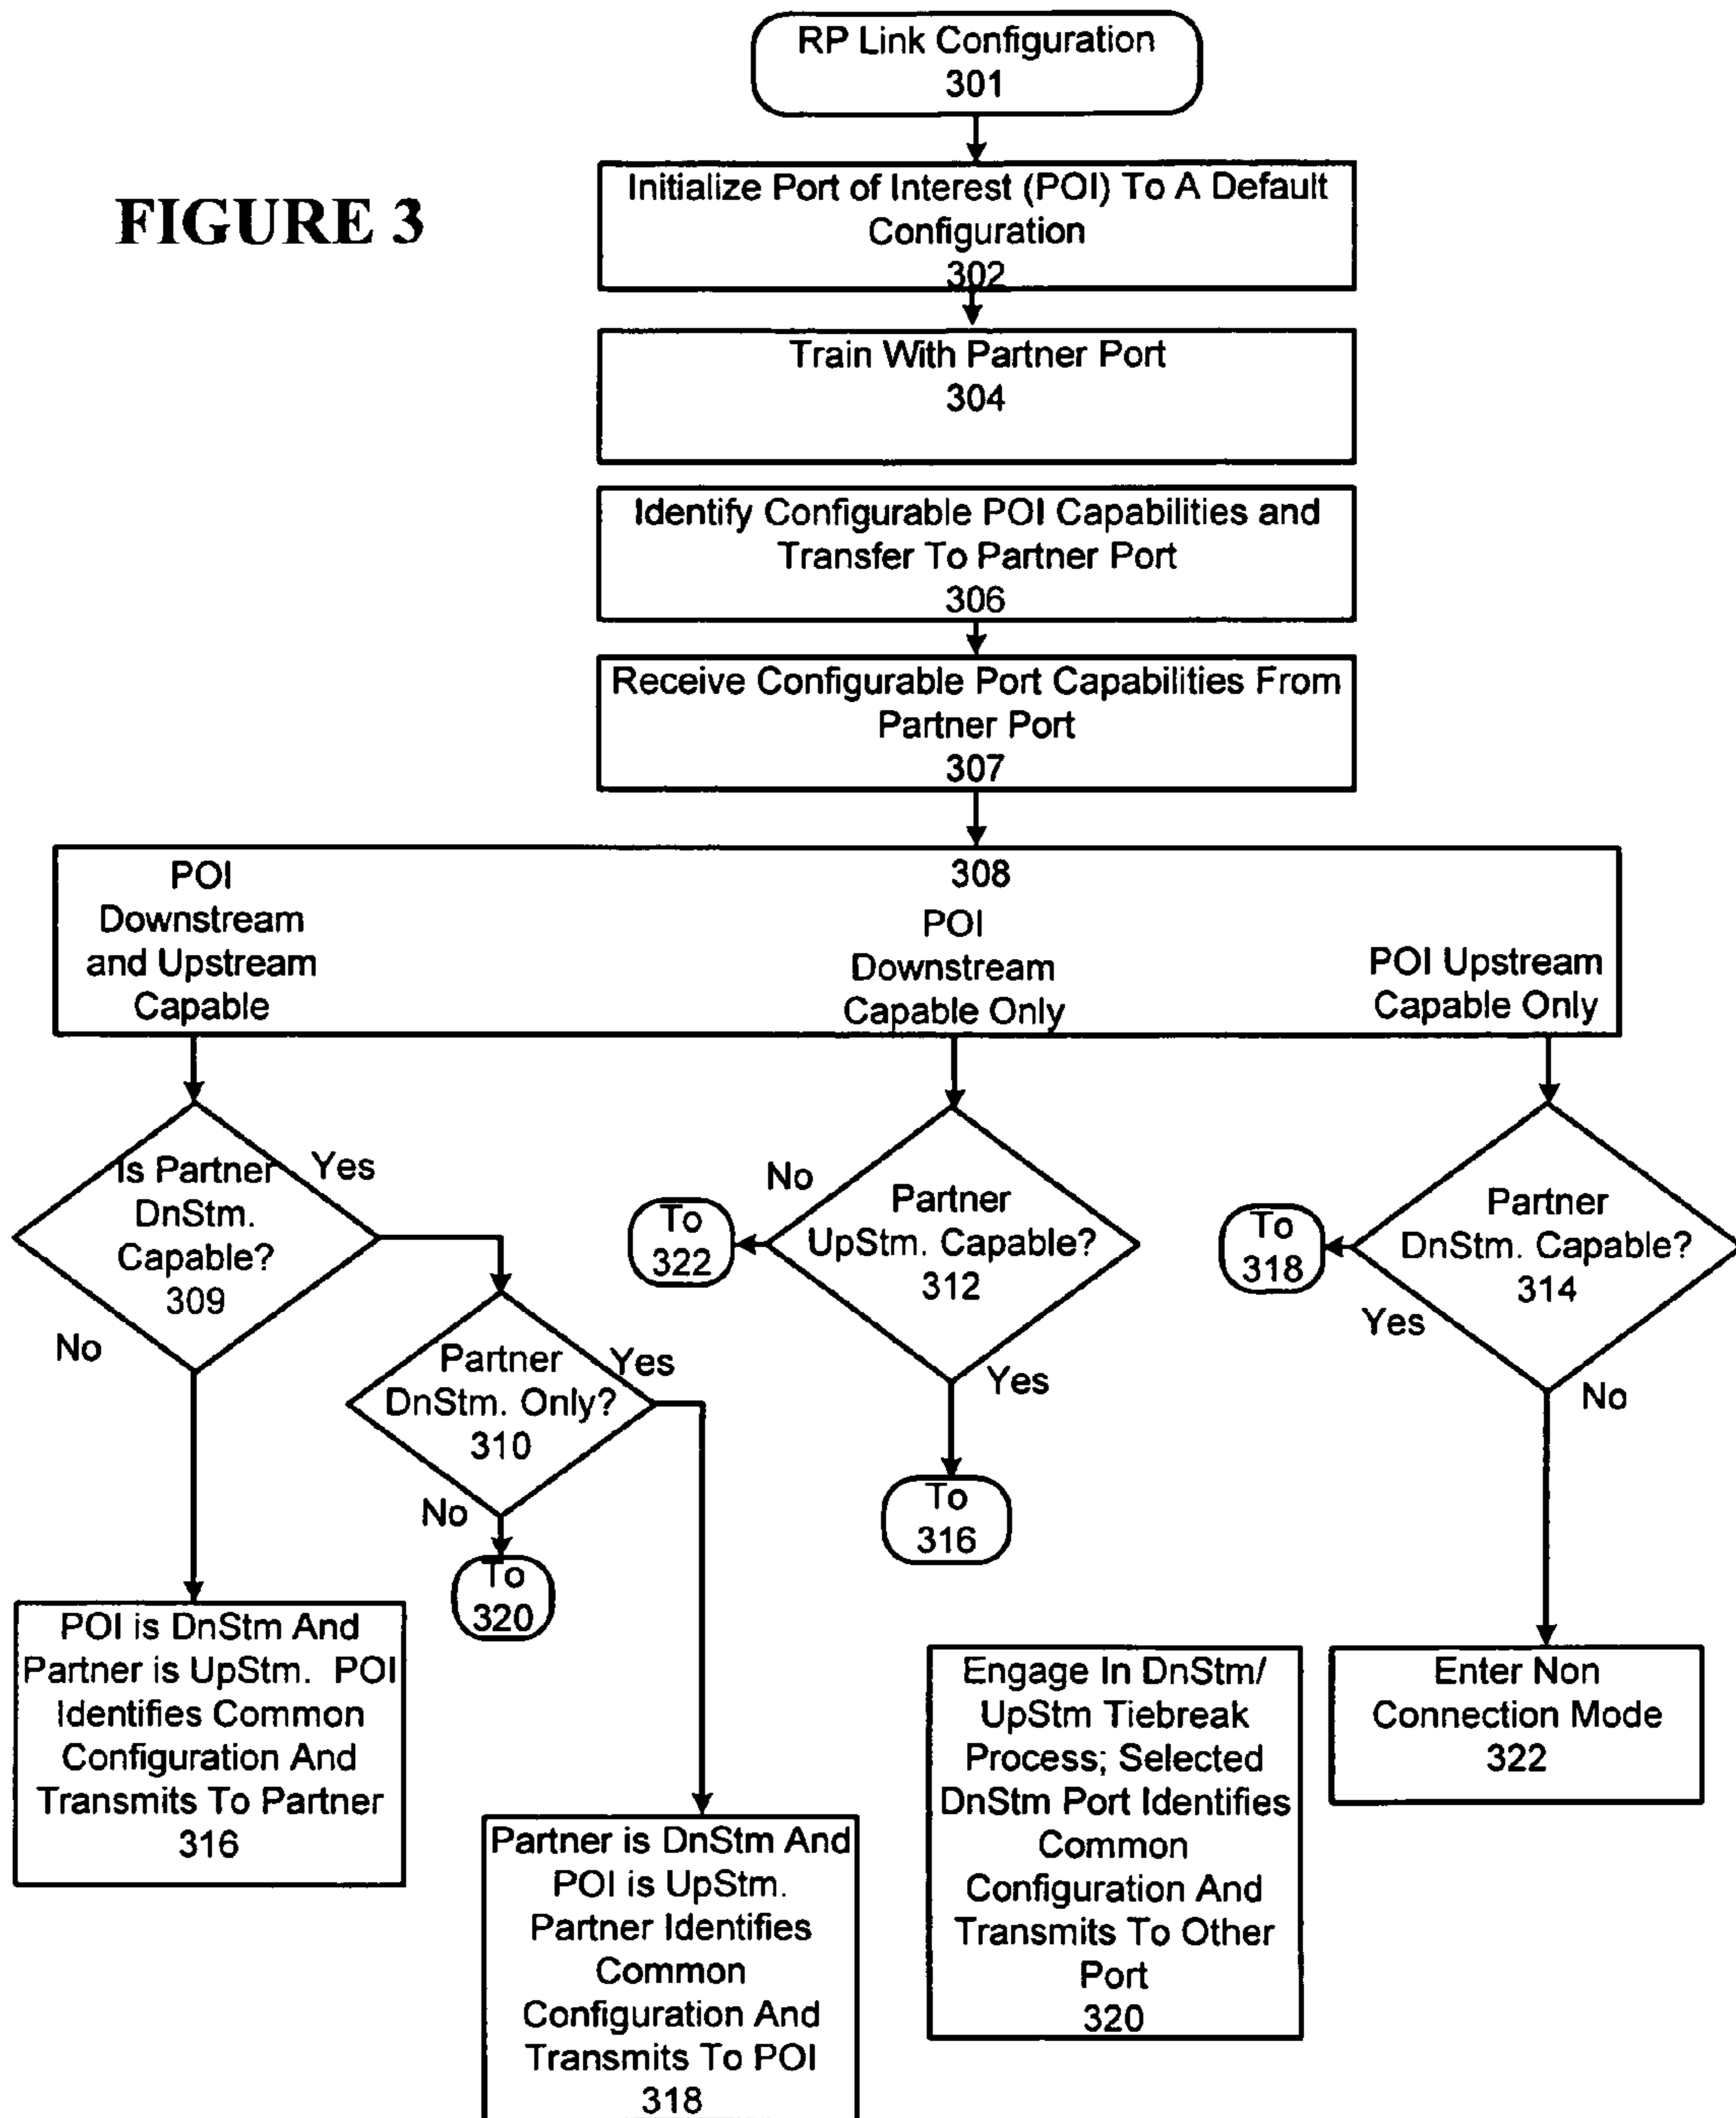 RP Link Configuration
301
FIGURE 3
Initialize Port of Interest (POI) To A Default
Configuration
302
Train With Partner Port
304
Identify Configurable POI Capabilities and
Transfer To Partner Port
306
Receive Configurable Port Capabilities From
Partner Port
307
308
POI
Downstream
and Upstream
Capable
POI
Downstream
Capable Only
POI Upstream
Capable Only
Is Partner
DnStm.
Capable?
309
Yes
No
Partner
DnStm. Only?
310
Yes
No
To
320
No
To
322
Partner
UpStm. Capable?
312
Yes
To
316
To
318
Partner
DnStm. Capable?
314
Yes
No
POI is DnStm And
Partner is UpStm. POI
Identifies Common
Configuration And
Transmits To Partner
316
Partner is DnStm And
POI is UpStm.
Partner Identifies
Common
Configuration And
Transmits To POI
318
Engage In DnStm/
UpStm Tiebreak
Process; Selected
DnStm Port Identifies
Common
Configuration And
Transmits To Other
Port
320
Enter Non
Connection Mode
322